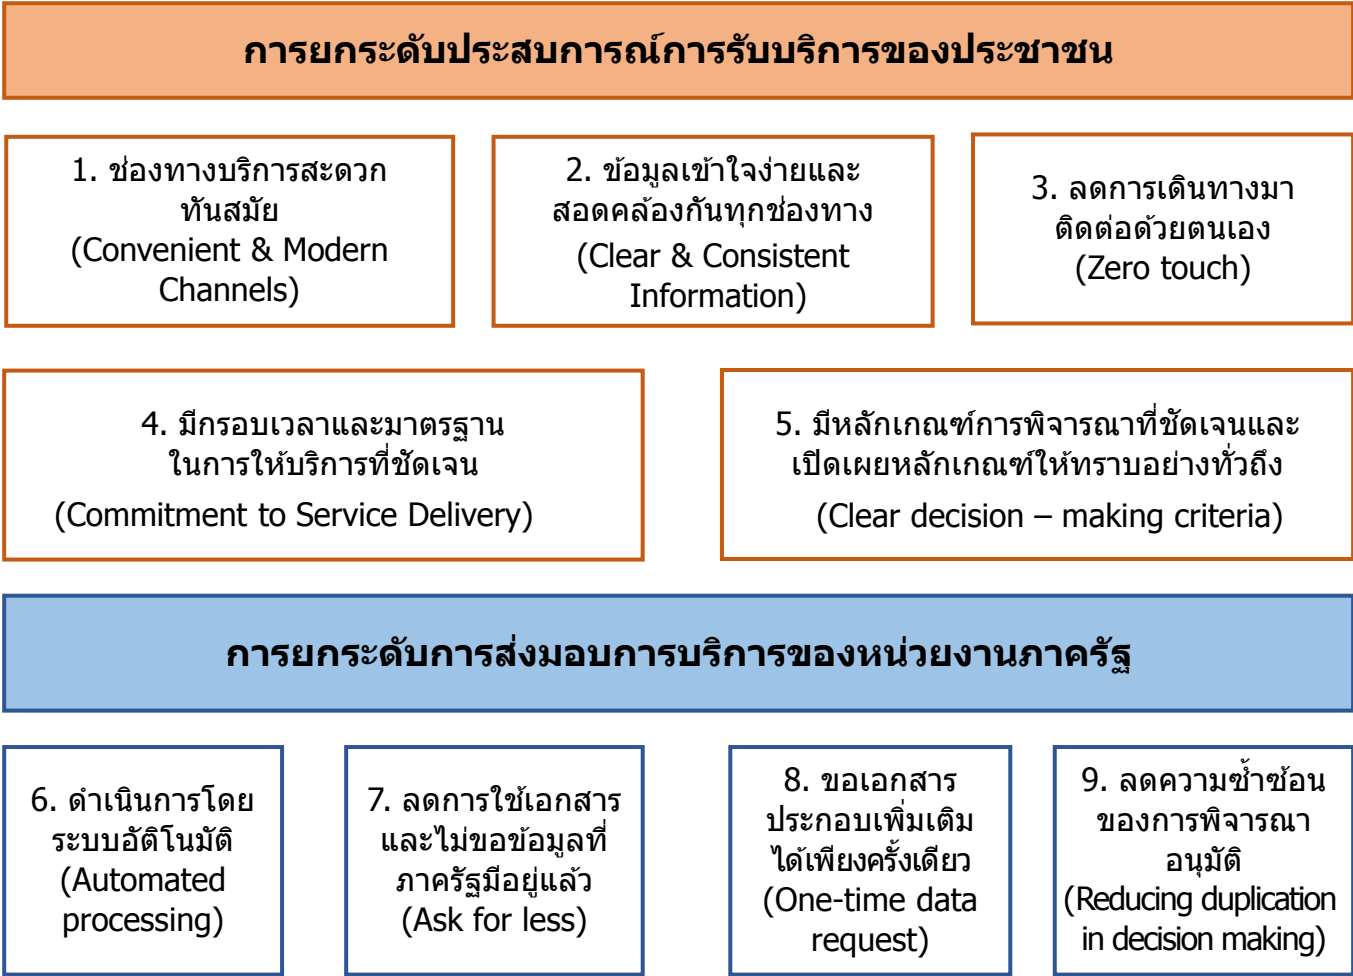 การยกระดับประสบการณ์การรับบริการของประชาชน
1. ช่องทางบริการสะดวก
ทันสมัย
(Convenient & Modern
Channels)
2. ข้อมูลเข้าใจง่ายและ
สอดคล้องกันทุกช่องทาง
(Clear & Consistent
Information)
3. ลดการเดินทางมา
ติดต่อด้วยตนเอง
(Zero touch)
4. มีกรอบเวลาและมาตรฐาน
ในการให้บริการที่ชัดเจน
(Commitment to Service Delivery)
5. มีหลักเกณฑ์การพิจารณาที่ชัดเจนและ
เปิดเผยหลักเกณฑ์ให้ทราบอย่างทั่วถึง
(Clear decision – making criteria)
การยกระดับการส่งมอบการบริการของหน่วยงานภาครัฐ
6. ดำเนินการโดย
ระบบอัติโนมัติ
(Automated
processing)
7. ลดการใช้เอกสาร
และไม่ขอข้อมูลที่
ภาครัฐมีอยู่แล้ว
(Ask for less)
8. ขอเอกสาร
ประกอบเพิ่มเติม
ได้เพียงครั้งเดียว
(One-time data
request)
9. ลดความซ้ำซ้อน
ของการพิจารณา
อนุมัติ
(Reducing duplication
in decision making)